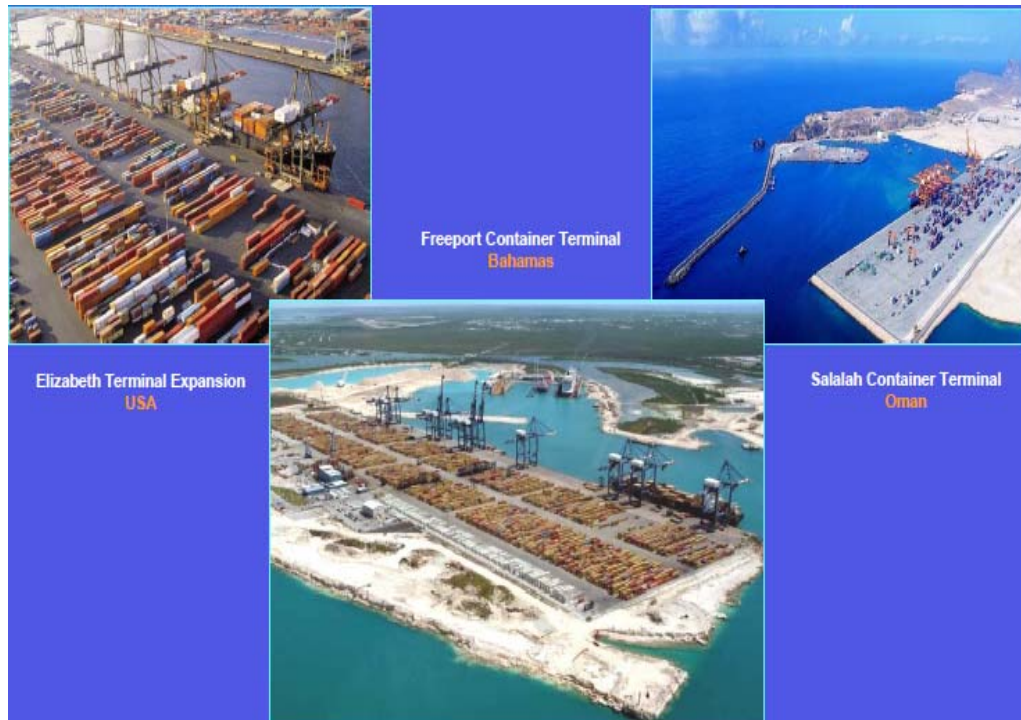 Freeport Container Terminal
Bahamas
Elizabeth Terminal Expansion
USA
Salalah Container Terminal
Oman